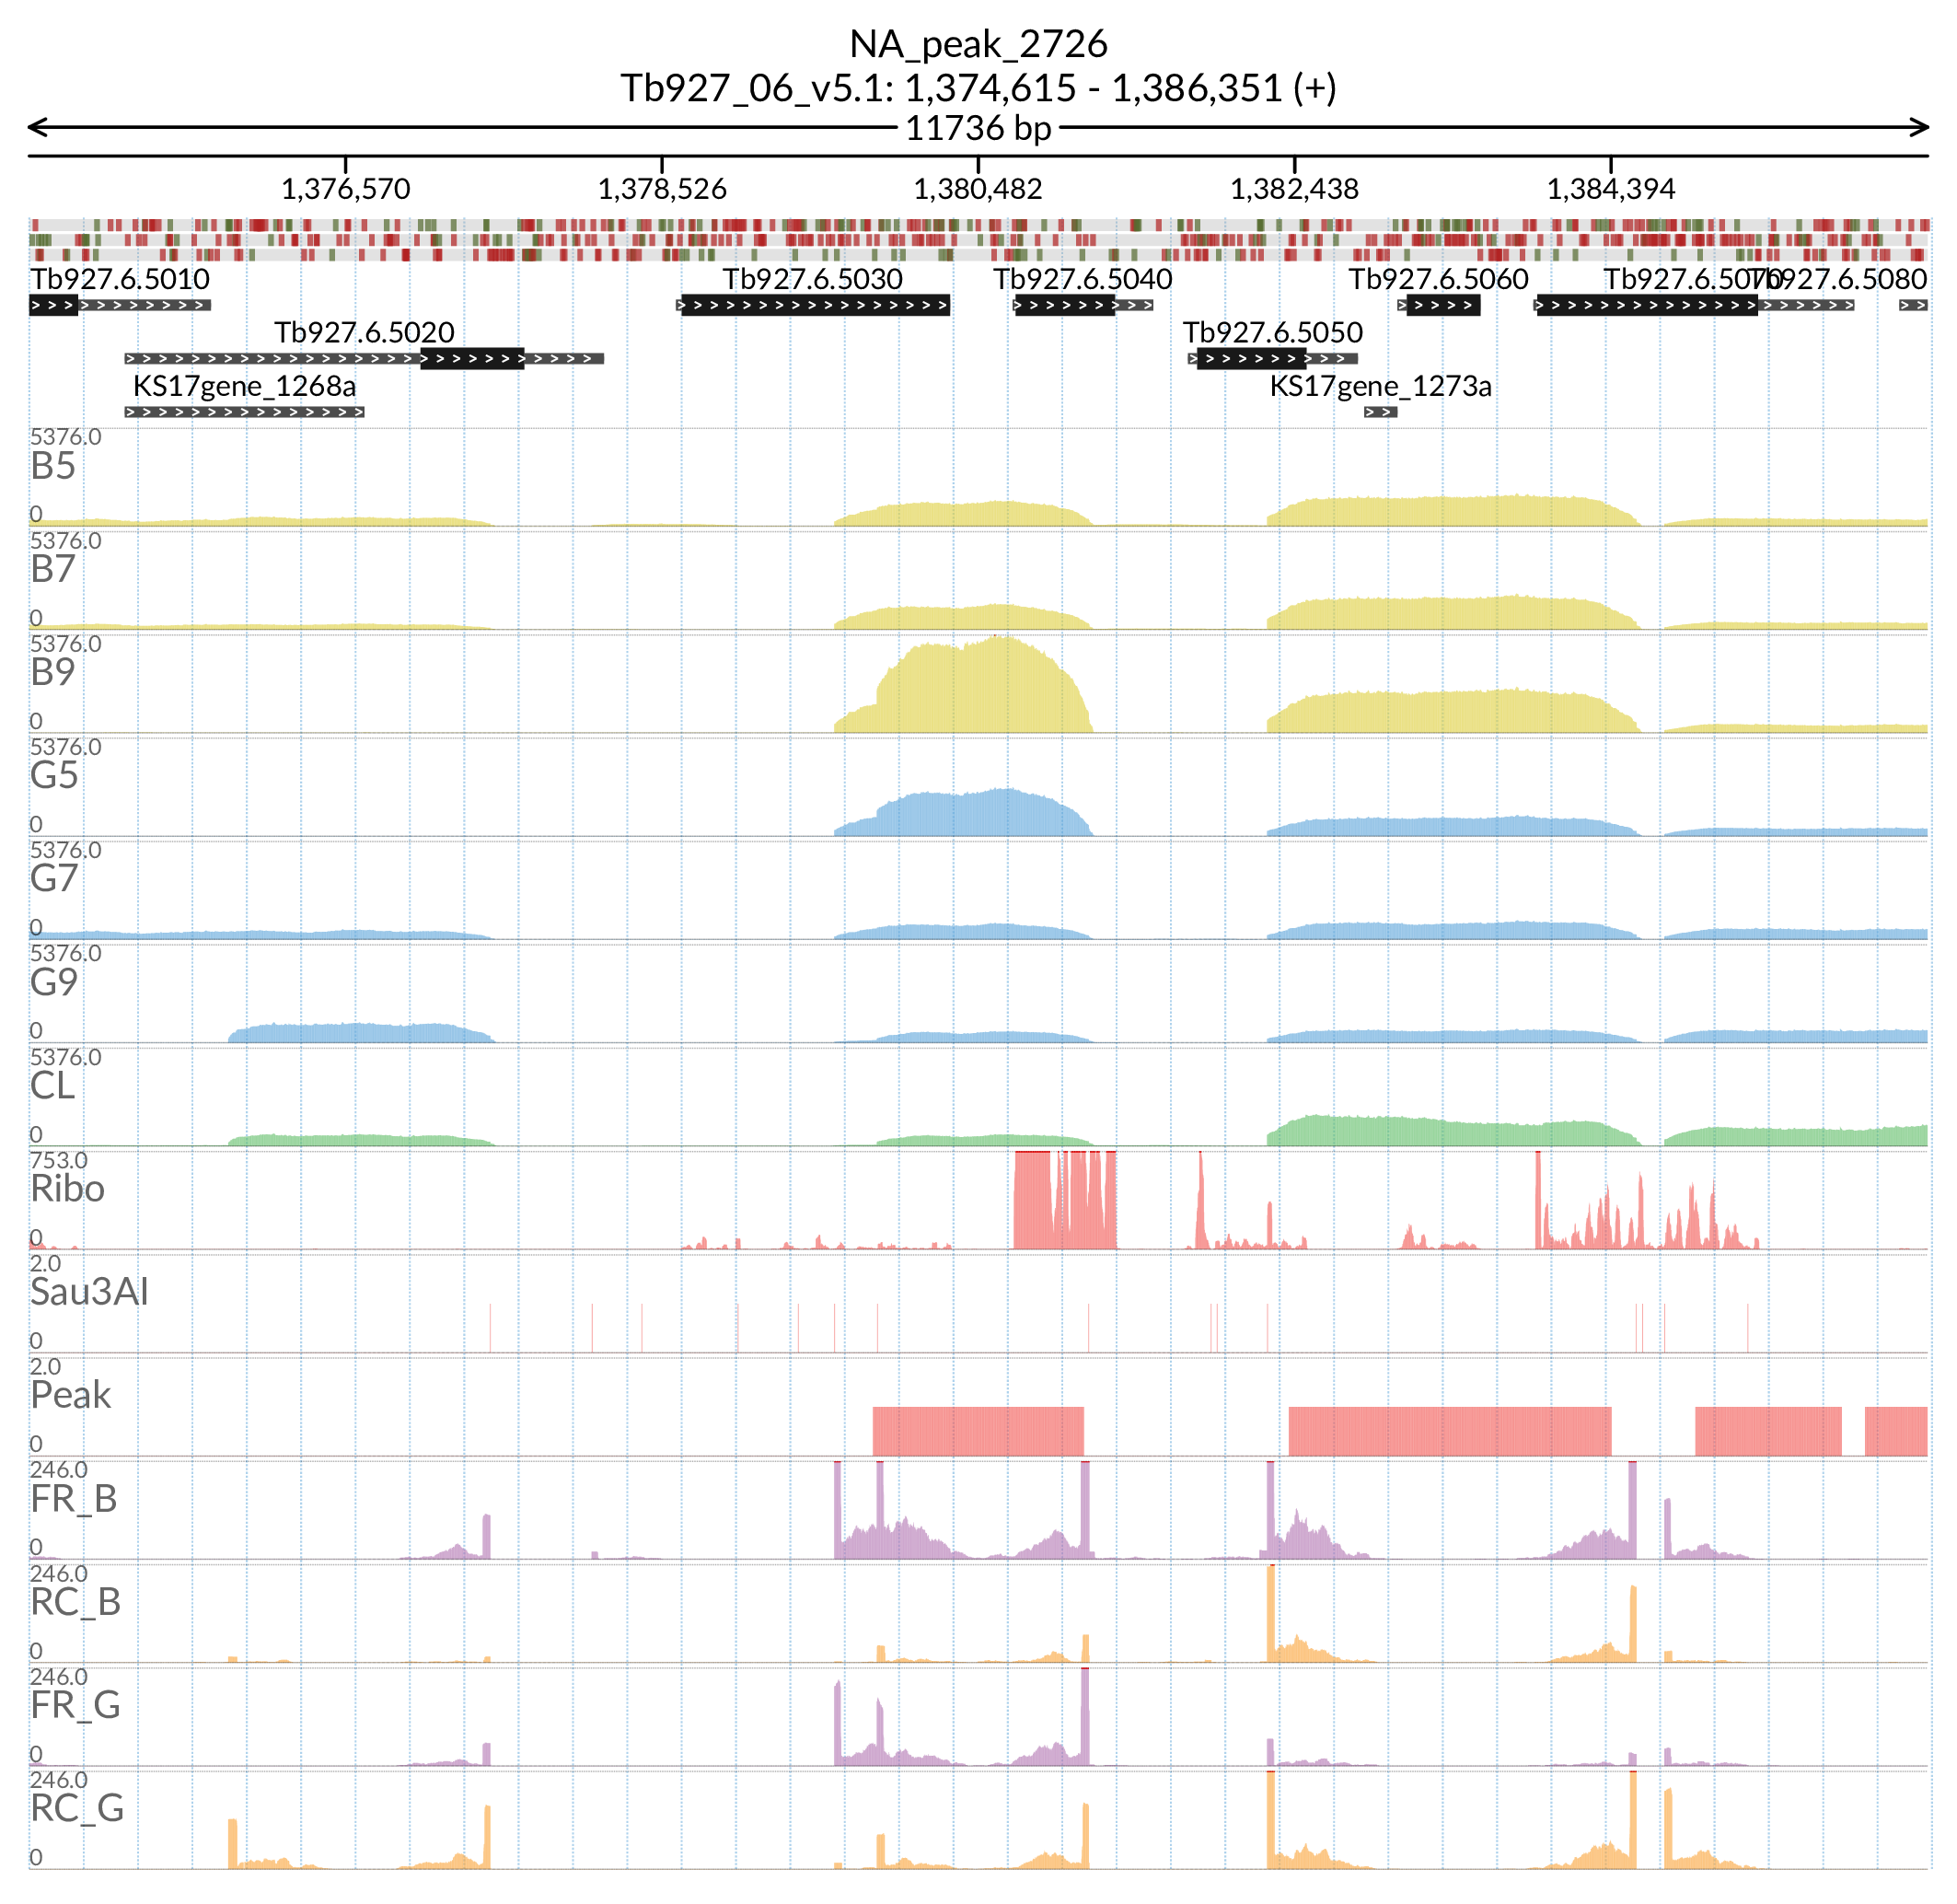 NA_peak_2726
Tb927_06_v5.1: 1,374,615 - 1,386,351 (+)
11736 bp
1,376,570 1,378,526 1,380,482 1,382,438 1,384,394
Tb927.6.5010 Tb927.6.5030 Tb927.6.5040 Tb927.6.5060 Tb927.6.5070 Tb927.6.5080
Tb927.6.5020 Tb927.6.5050
KS17gene_1268a KS17gene_1273a
5376.0
B5
0
5376.0
B7
0
5376.0
B9
0
5376.0
G5
0
5376.0
G7
0
5376.0
G9
0
5376.0
CL
0
753.0
Ribo
0
2.0
Sau3AI
0
2.0
Peak
0
246.0
FR_B
0
246.0
RC_B
0
246.0
FR_G
0
246.0
RC_G
0